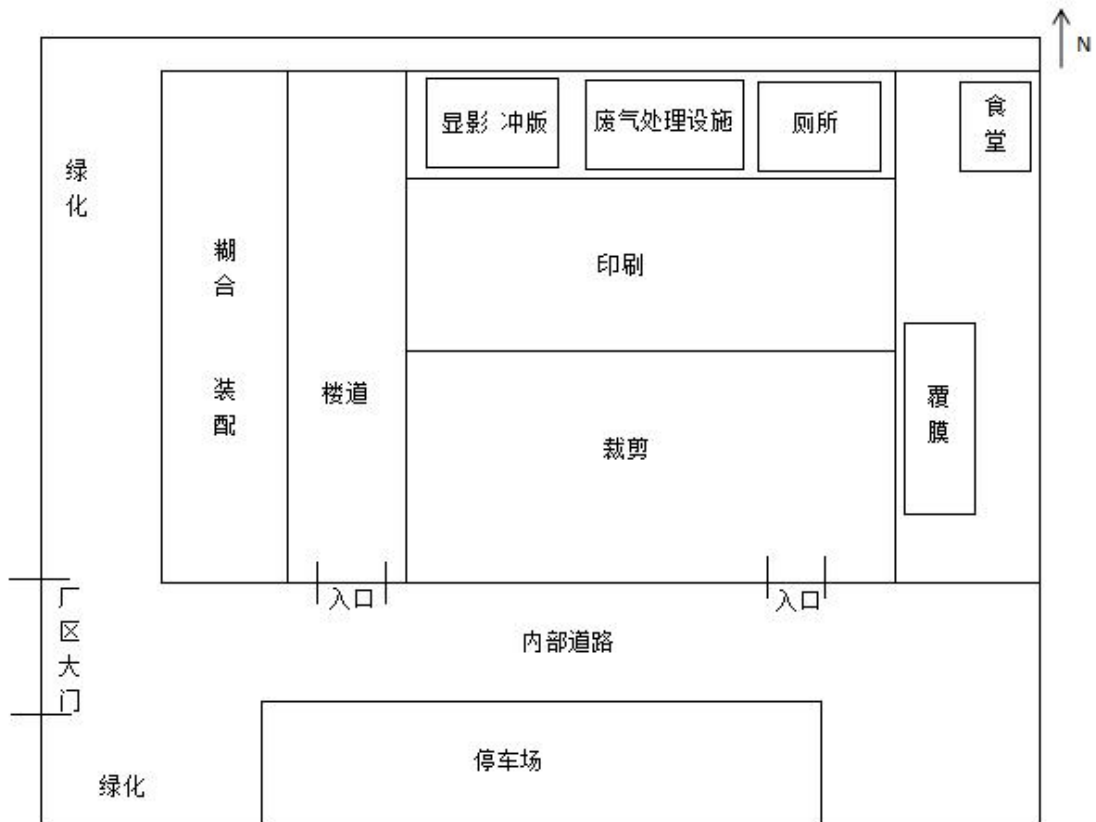 N
显影 冲版
废气处理设施
厕所
食堂
绿化
糊合
装配
楼道
印刷
裁剪
覆膜
入口
入口
厂区大门
内部道路
停车场
绿化